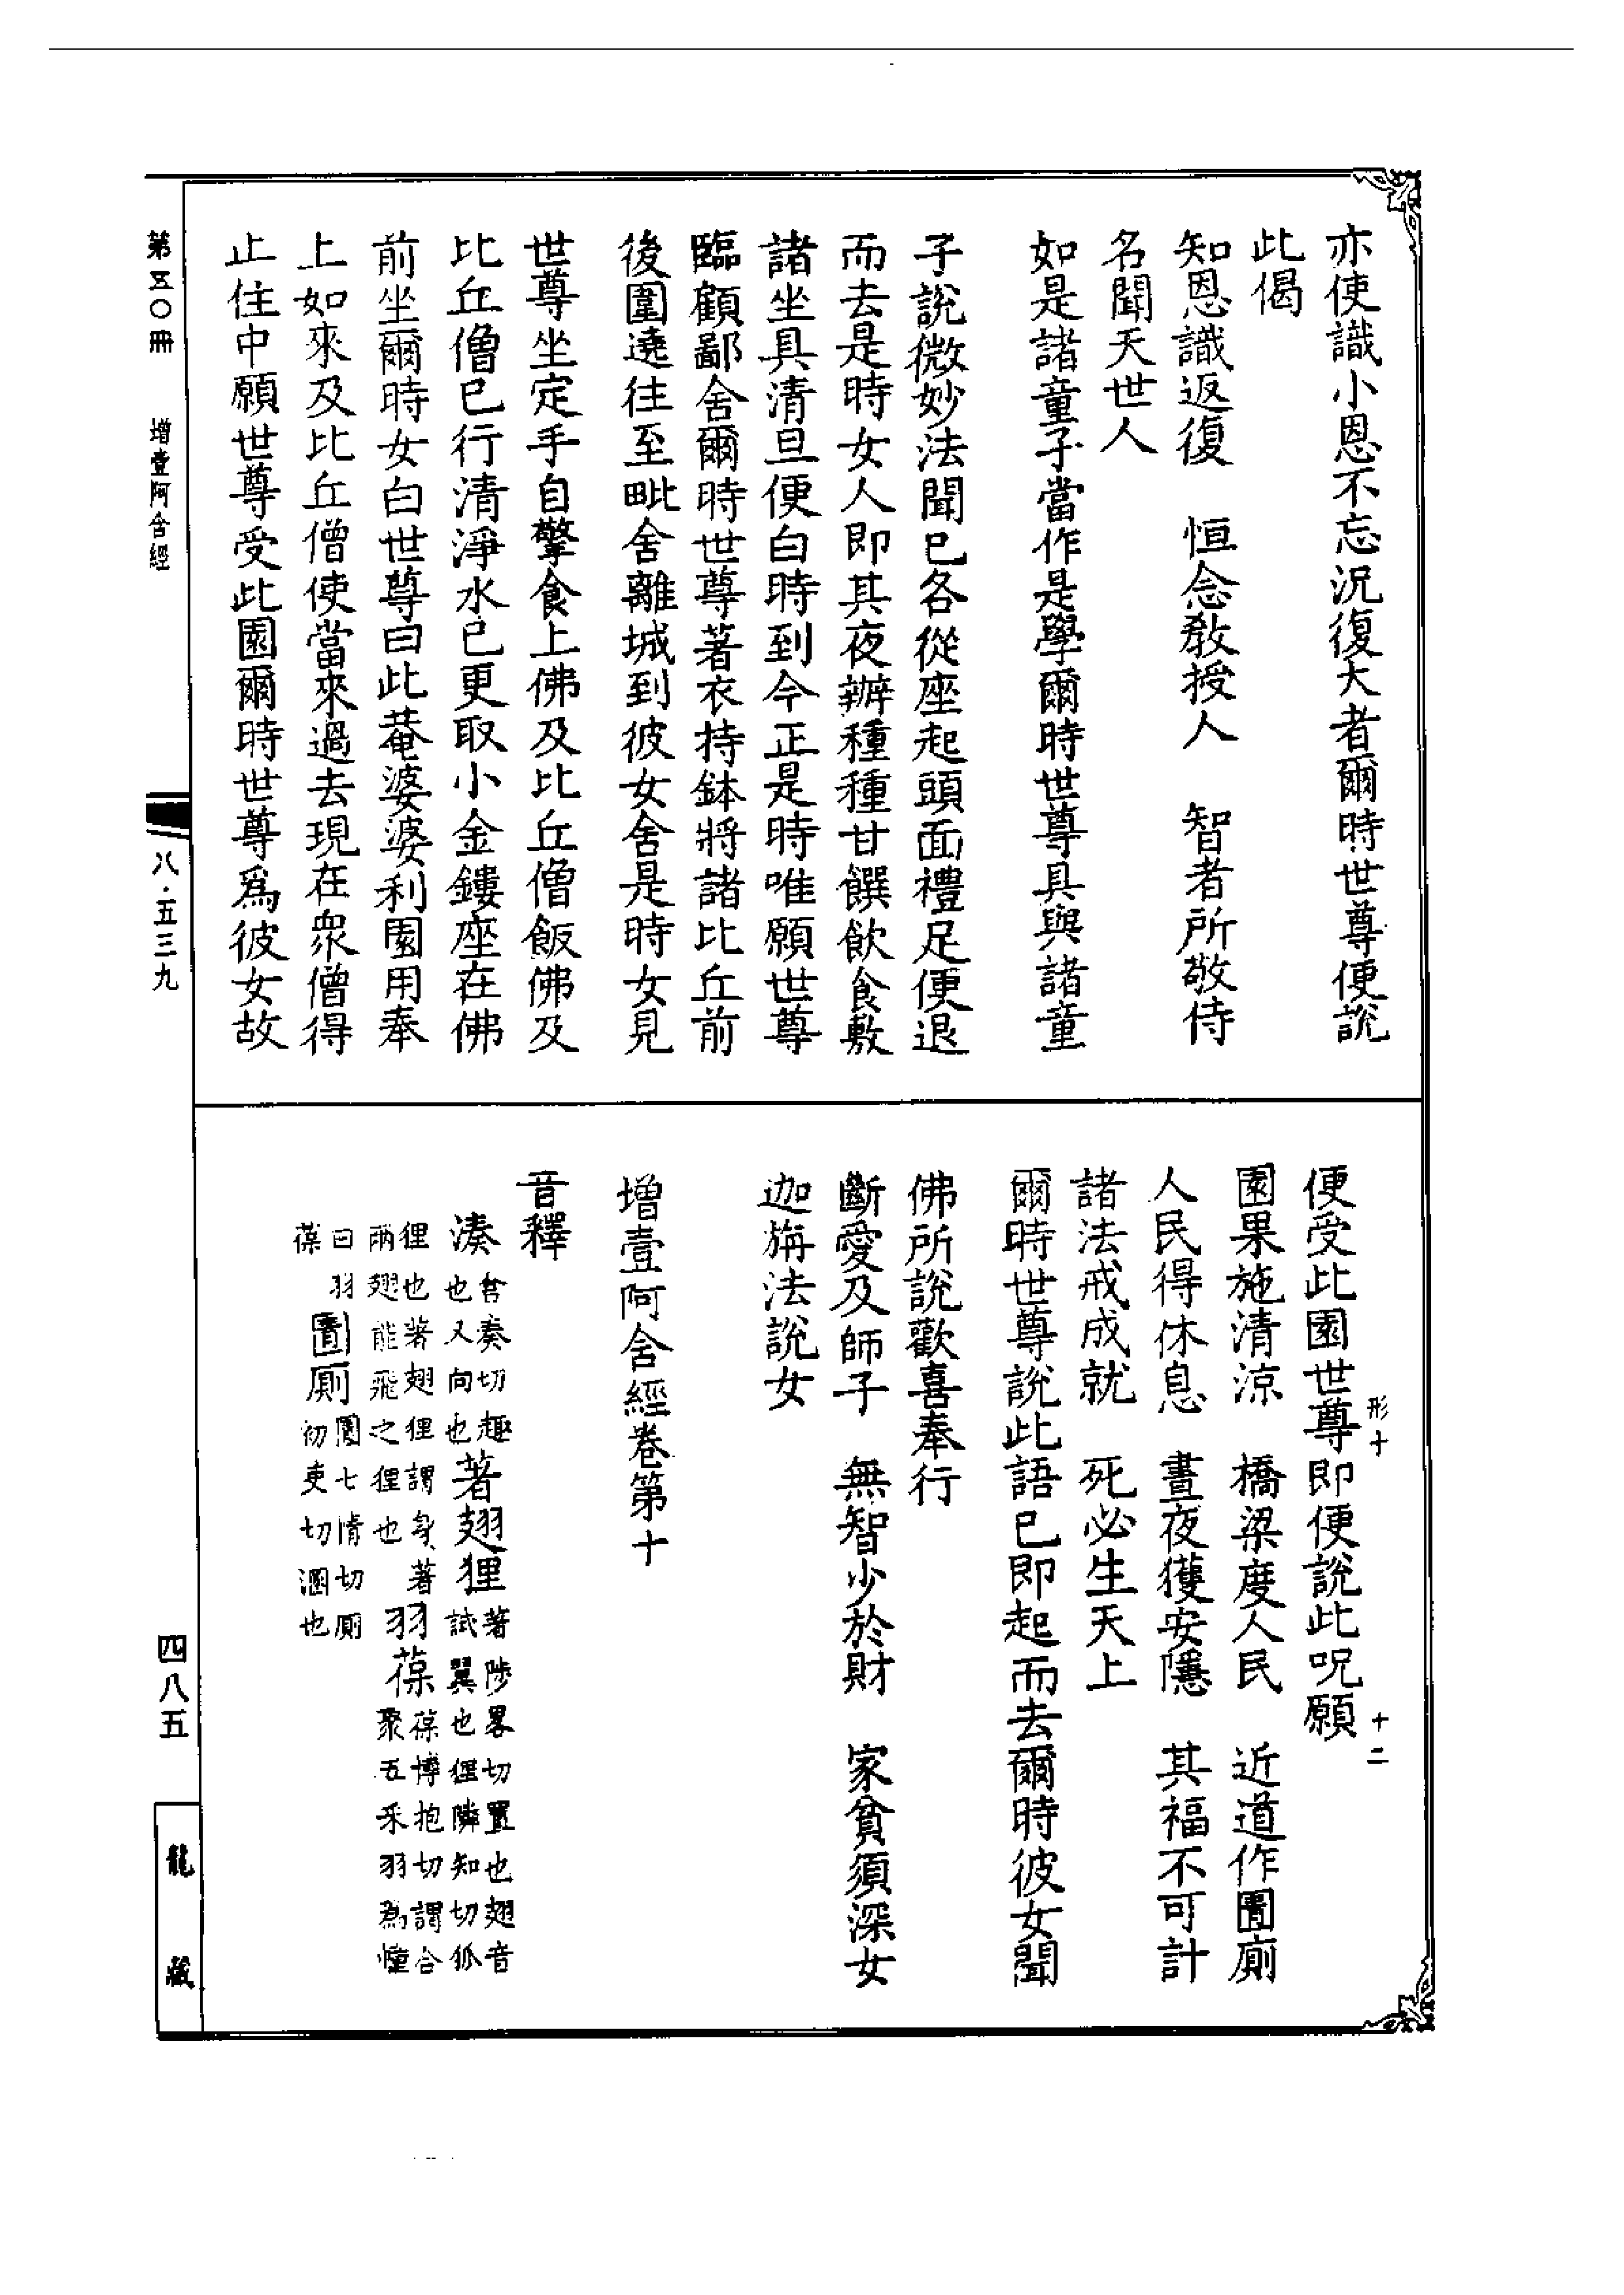 亦使識小恩不忘況復大者爾時世尊便說
此偈
知恩識返復　恒念教授人　智者所敬侍
名聞天世人
如是諸童子當作是學爾時世尊具與諸童
子說微妙法聞已各從座起頭面禮足便退
而去是時女人即其夜辦種種甘饌飲食敷
諸坐具清旦便白時到今正是時唯願世尊
臨顧鄙舍爾時世尊著衣持鉢將諸比丘前
後圍遶往至毗舍離城到彼女舍是時女見
世尊坐定手自擎食上佛及比丘僧飯佛及
比丘僧已行清淨水已更取小金鏤座在佛
前坐爾時女白世尊曰此菴婆婆利園用奉
上如來及比丘僧使當來過去現在眾僧得
止住中願世尊受此園爾時世尊為彼女故
便受此園世尊即便說此呪願
園果施清涼　橋梁度人民　近道作圊廁
人民得休息　晝夜獲安隱　其福不可計
諸法戒成就　死必生天上
爾時世尊說此語已即起而去爾時彼女聞
佛所說歡喜奉行
斷愛及師子　無智少於財　家貧須深女
迦旃法說女
增壹阿含經卷第十
音釋
湊
倉奏切趣
也又向也
著翅狸
著陟畧切置也翅音
試翼也狸隣知切狐
狸也著翅狸謂身著
兩翅能飛之狸也
羽葆
葆博抱切謂合
聚五采羽為幢
曰羽
葆
圊廁
圊七情切廁
初吏切溷也
形十
十二
第五〇冊
增壹阿含經
八·五三九
四八五
龍藏